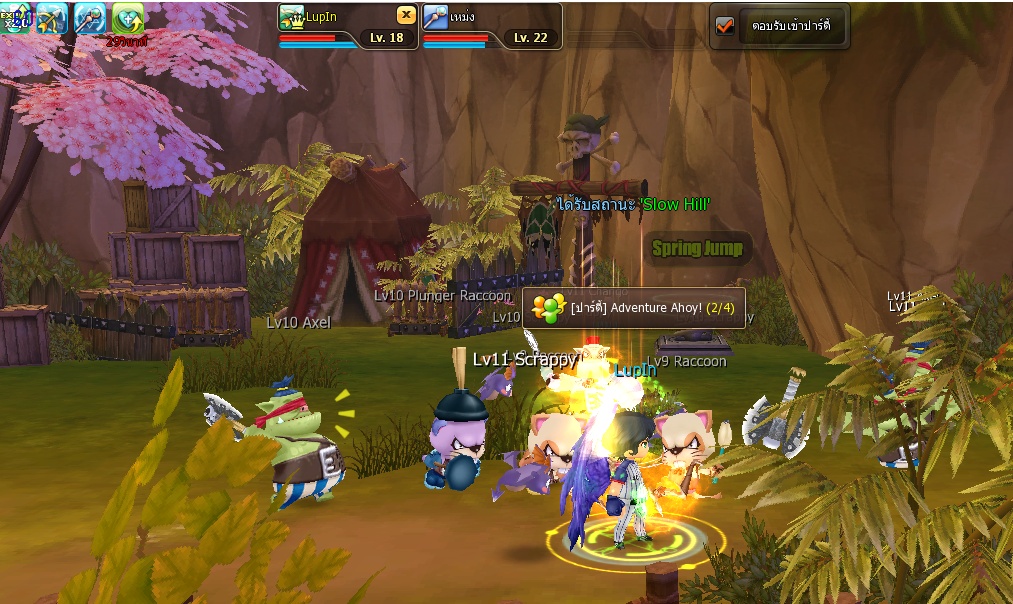 LupIn
Lv. 18
เหม่ง
Lv. 22
ตอบรับเข้าปาร์ตี้
29วินาที
ได้รับสถานะ 'Slow Hill'
Spring Jump
Lv10 Plunger Raccoon
[ปาร์ตี้] Adventure Ahoy! (2/4)
Lv10 Axel
Lv10
Lv11
Lv11
Lv11 Scrappy
Lv9 Raccoon
LupIn